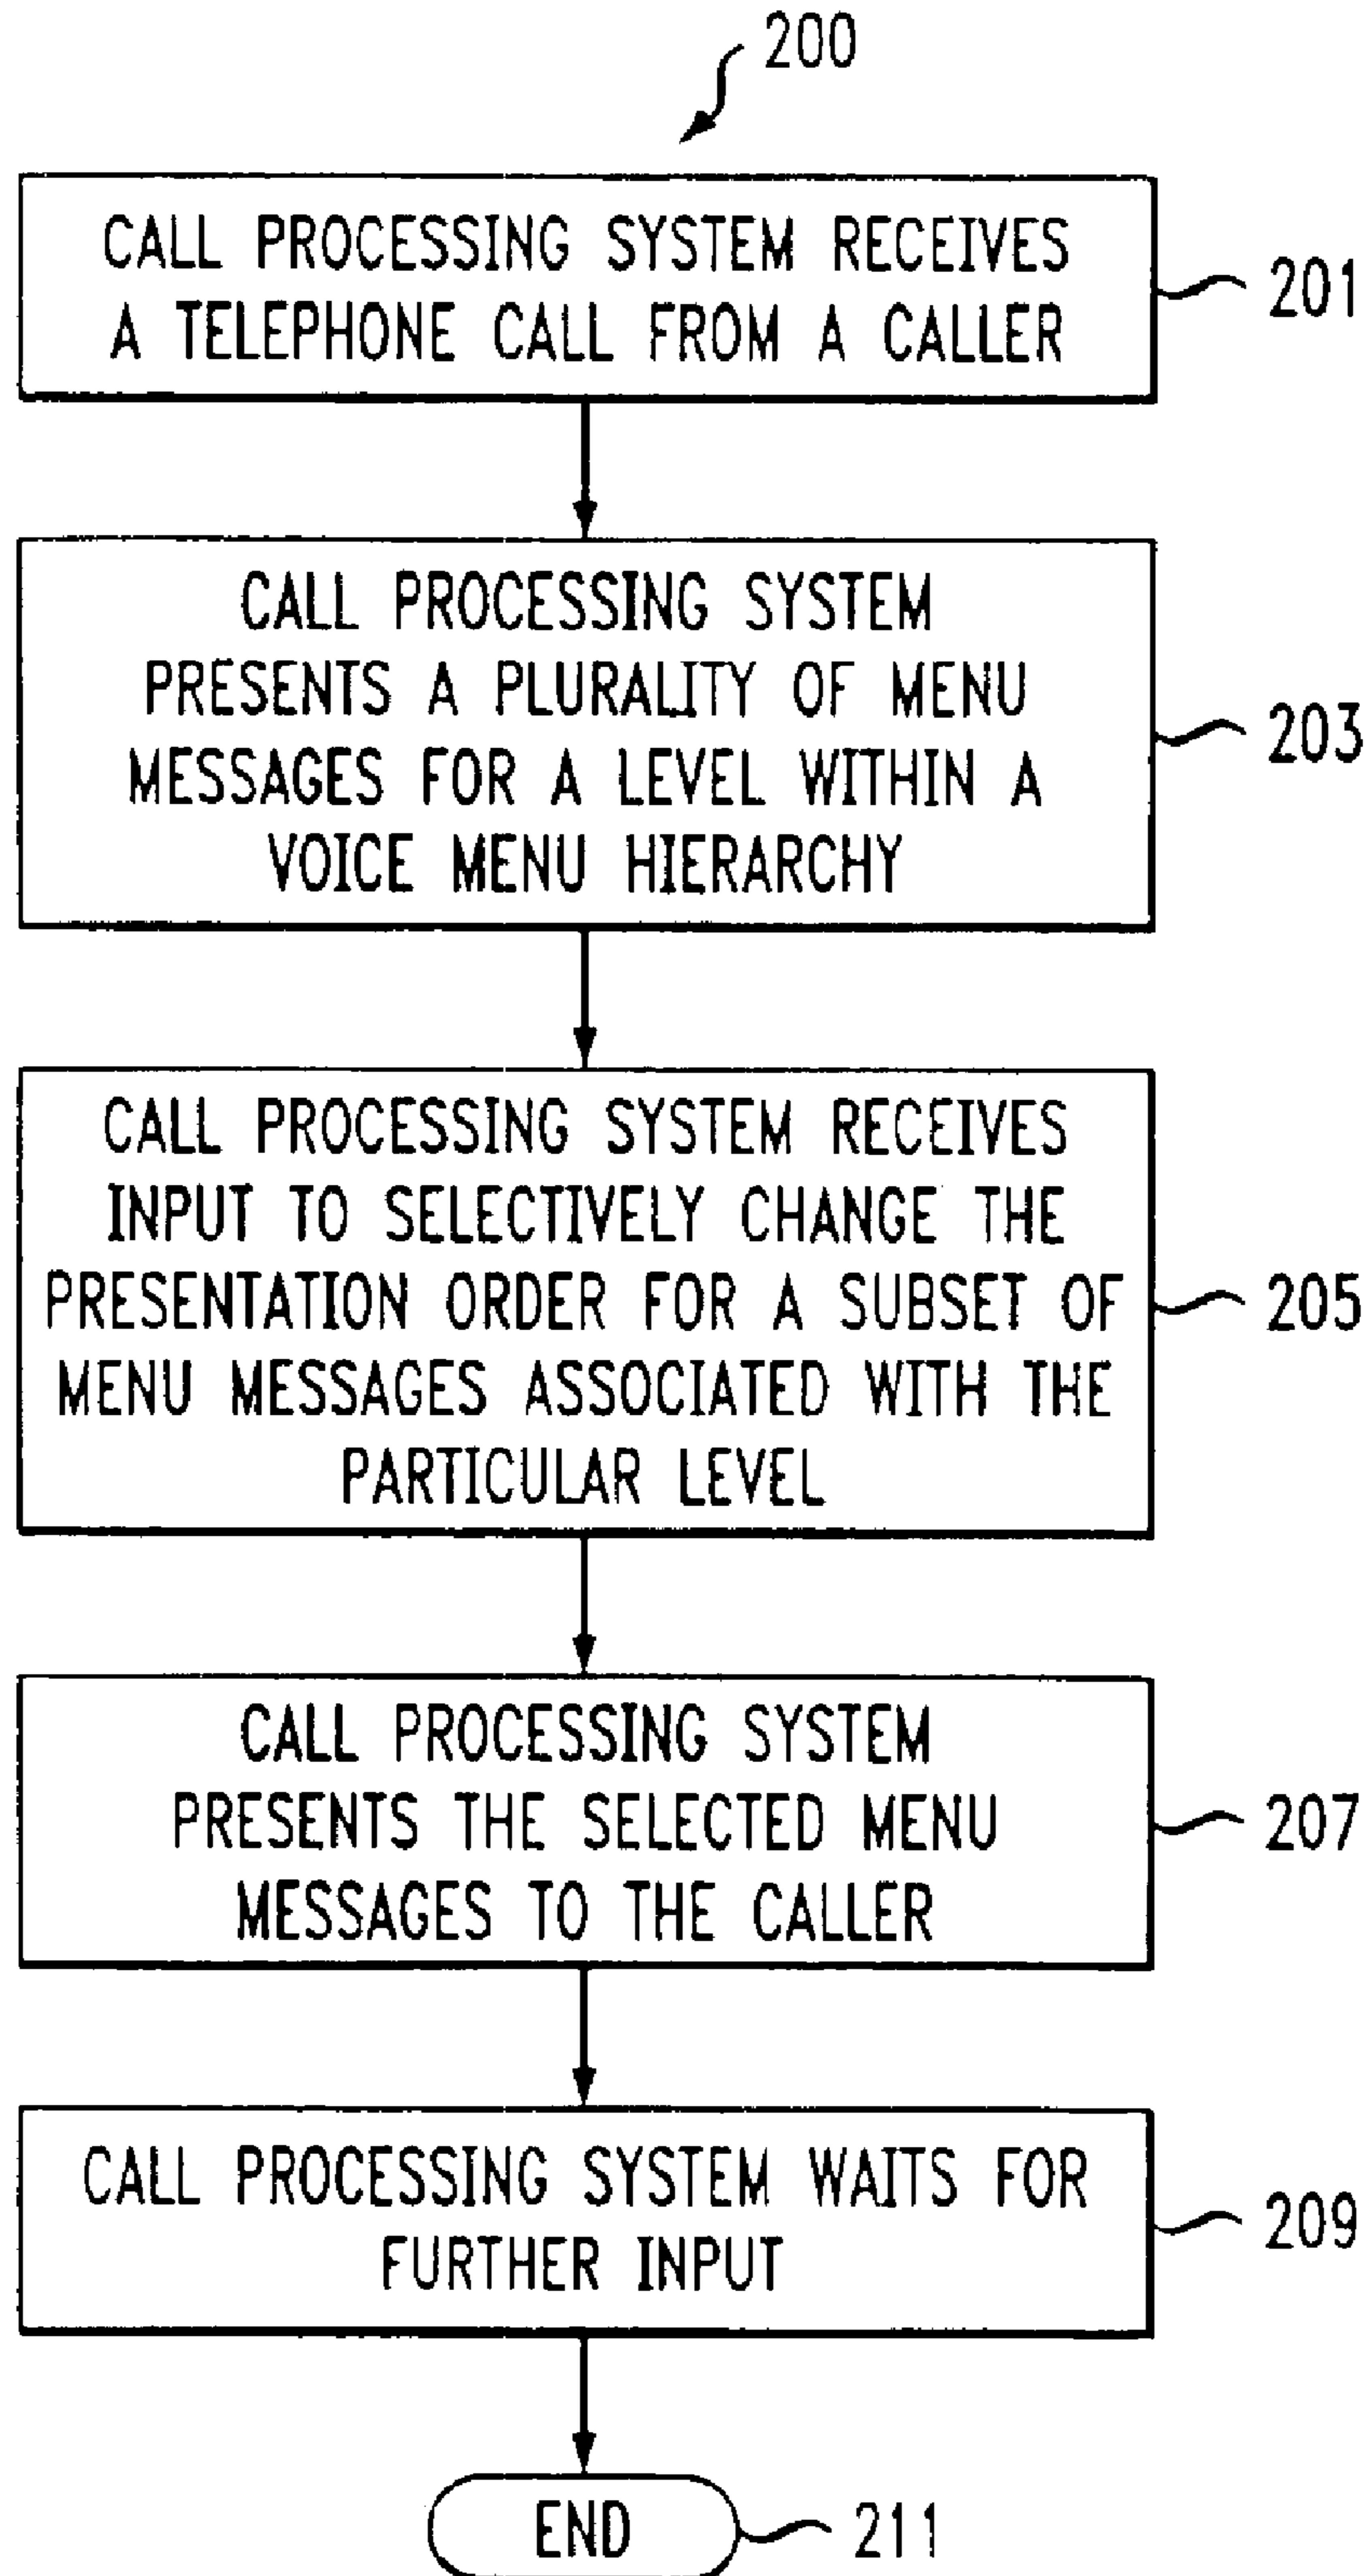 200
CALL PROCESSING SYSTEM RECEIVES
A TELEPHONE CALL FROM A CALLER
201
CALL PROCESSING SYSTEM
PRESENTS A PLURALITY OF MENU
MESSAGES FOR A LEVEL WITHIN A
VOICE MENU HIERARCHY
203
CALL PROCESSING SYSTEM RECEIVES
INPUT TO SELECTIVELY CHANGE THE
PRESENTATION ORDER FOR A SUBSET OF
MENU MESSAGES ASSOCIATED WITH THE
PARTICULAR LEVEL
205
CALL PROCESSING SYSTEM
PRESENTS THE SELECTED MENU
MESSAGES TO THE CALLER
207
CALL PROCESSING SYSTEM WAITS FOR
FURTHER INPUT
209
END
211